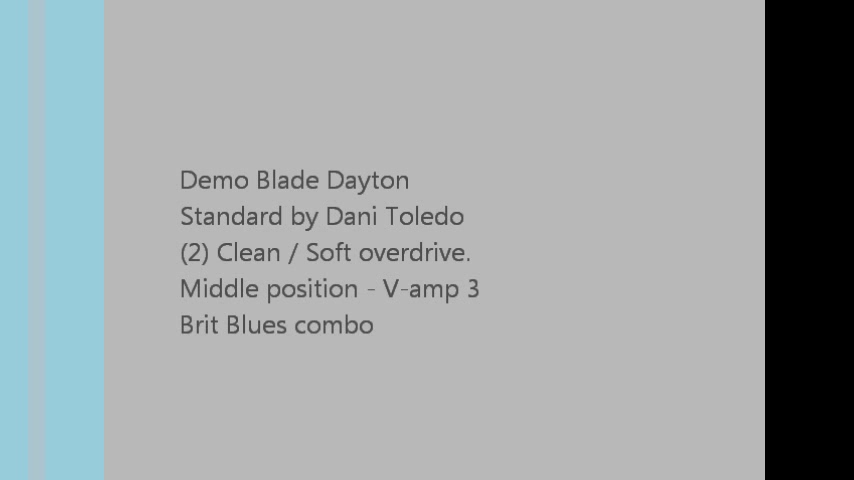 Demo Blade Dayton
Standard by Dani Toledo
(2) Clean / Soft overdrive.
Middle position - V-amp 3
Brit Blues combo